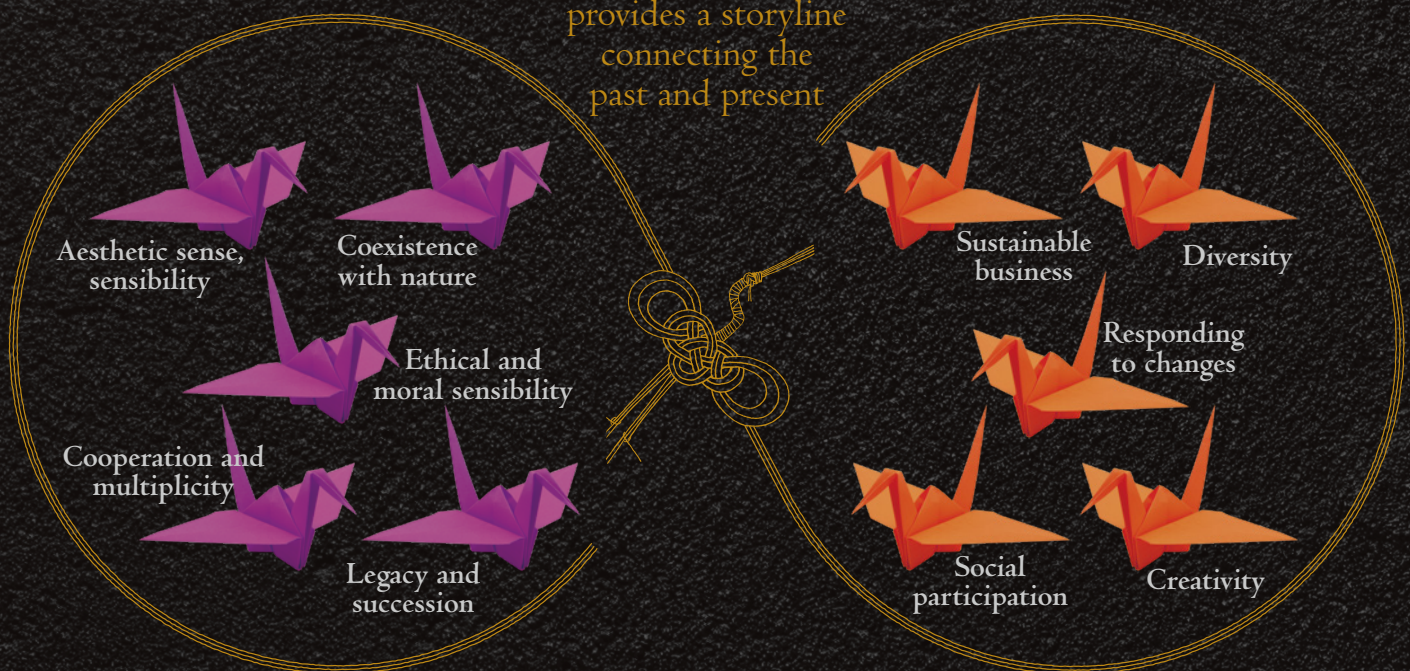 provides a storyline
connecting the
past and present
Aesthetic sense,
sensibility
Coexistence
with nature
Ethical and
moral sensibility
Cooperation and
multiplicity
Legacy and
succession
Sustainable
business
Diversity
Responding
to changes
Social
participation
Creativity